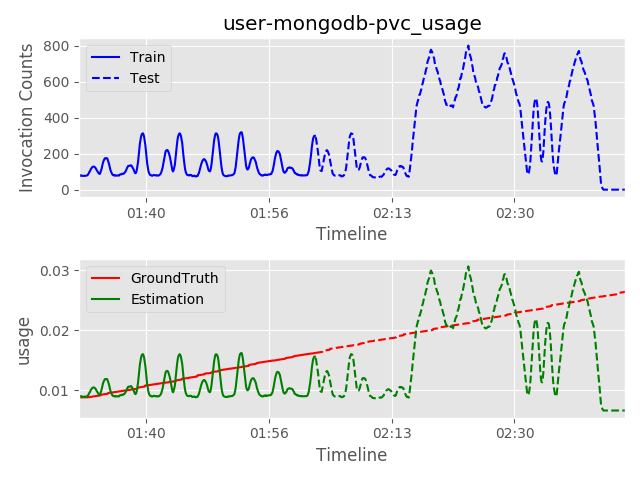 user-mongodb-pvc_usage
Invocation Counts
800
600
400
200
0
Train
Test
01:40
01:56
02:13
02:30
Timeline
usage
0.03
0.02
0.01
GroundTruth
Estimation
01:40
01:56
02:13
02:30
Timeline